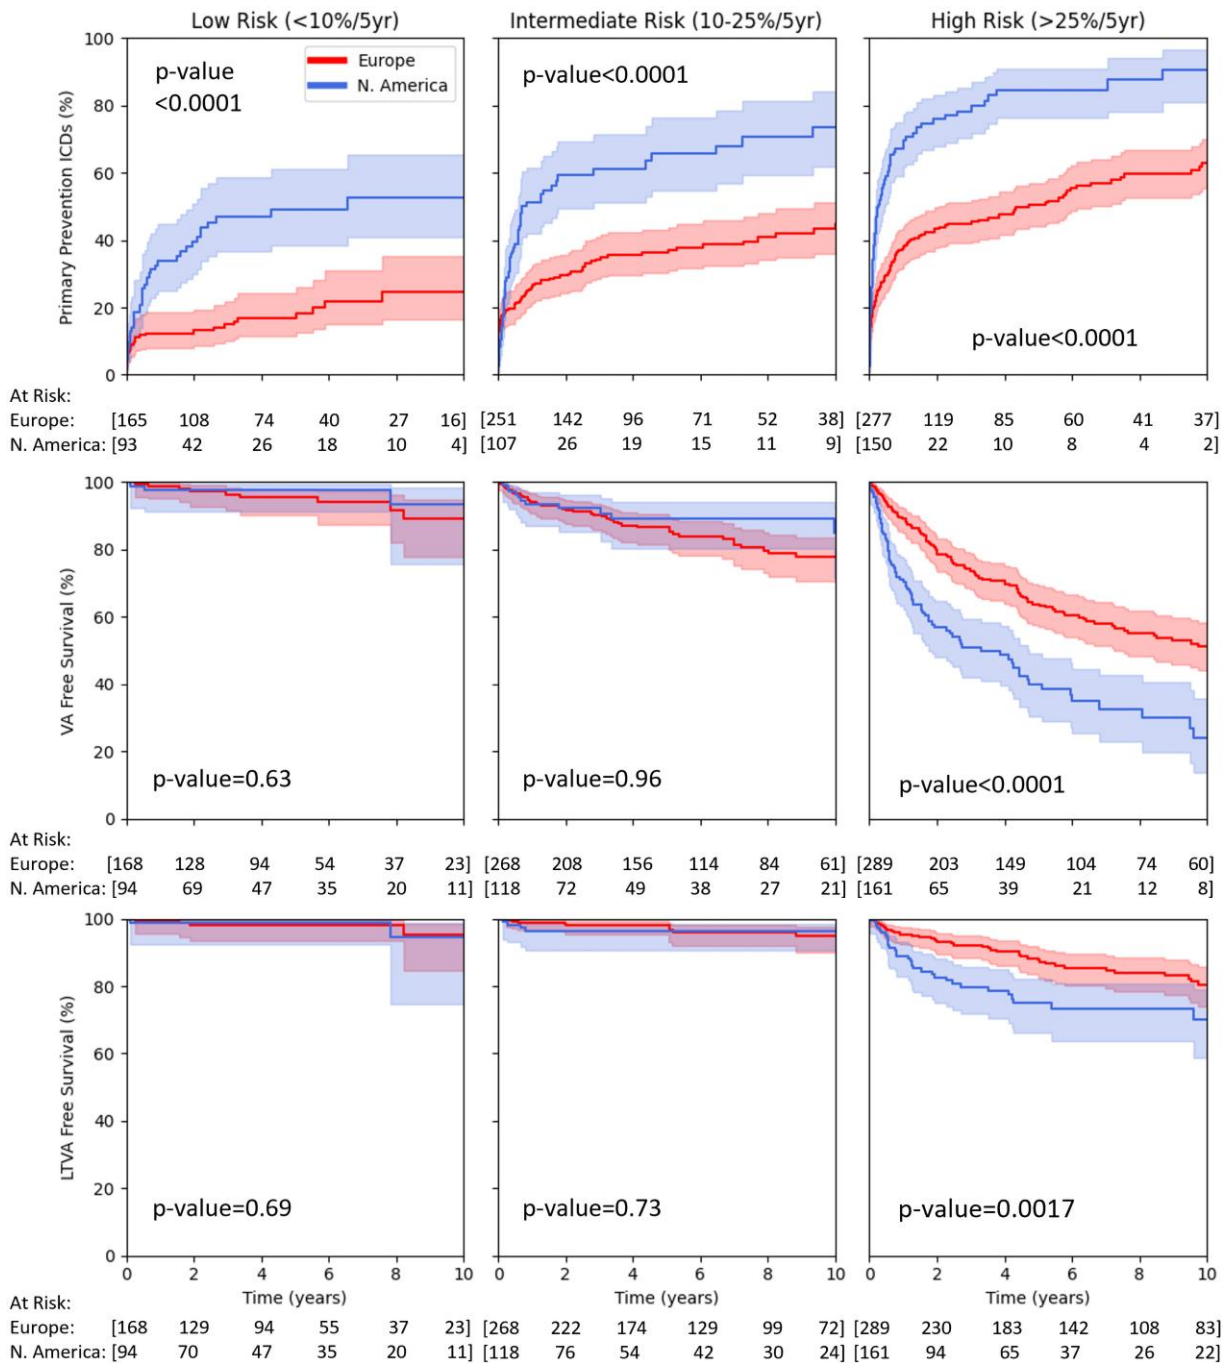 Low Risk (<10%/5yr) Intermediate Risk (10-25%/5yr) High Risk (>25%/5yr)
Primary Prevention ICDs (%)
100
80
60
40
20
0
p-value
<0.0001
Europe
N. America
p-value<0.0001
p-value<0.0001
0 2 4 6 8 10
At Risk:
Europe: [165 108 74 40 27 16] [251 142 96 71 52 38] [277 119 85 60 41 37]
N. America: [93 42 26 18 10 4] [107 26 19 15 11 9] [150 22 10 8 4 2]
VA Free Survival (%)
100
80
60
40
20
0
p-value=0.63
p-value=0.96
p-value<0.0001
At Risk:
Europe: [168 128 94 54 37 23] [268 208 156 114 84 61] [289 203 149 104 74 60]
N. America: [94 69 47 35 20 11] [118 72 49 38 27 21] [161 65 39 21 12 8]
LTVA Free Survival (%)
100
80
60
40
20
0
p-value=0.69
p-value=0.73
p-value=0.0017
0 2 4 6 8 10 0 2 4 6 8 10 0 2 4 6 8 10
Time (years) Time (years) Time (years)
At Risk:
Europe: [168 129 94 55 37 23] [268 222 174 129 99 72] [289 230 183 142 108 83]
N. America: [94 70 47 35 20 11] [118 76 54 42 30 24] [161 94 65 37 26 22]